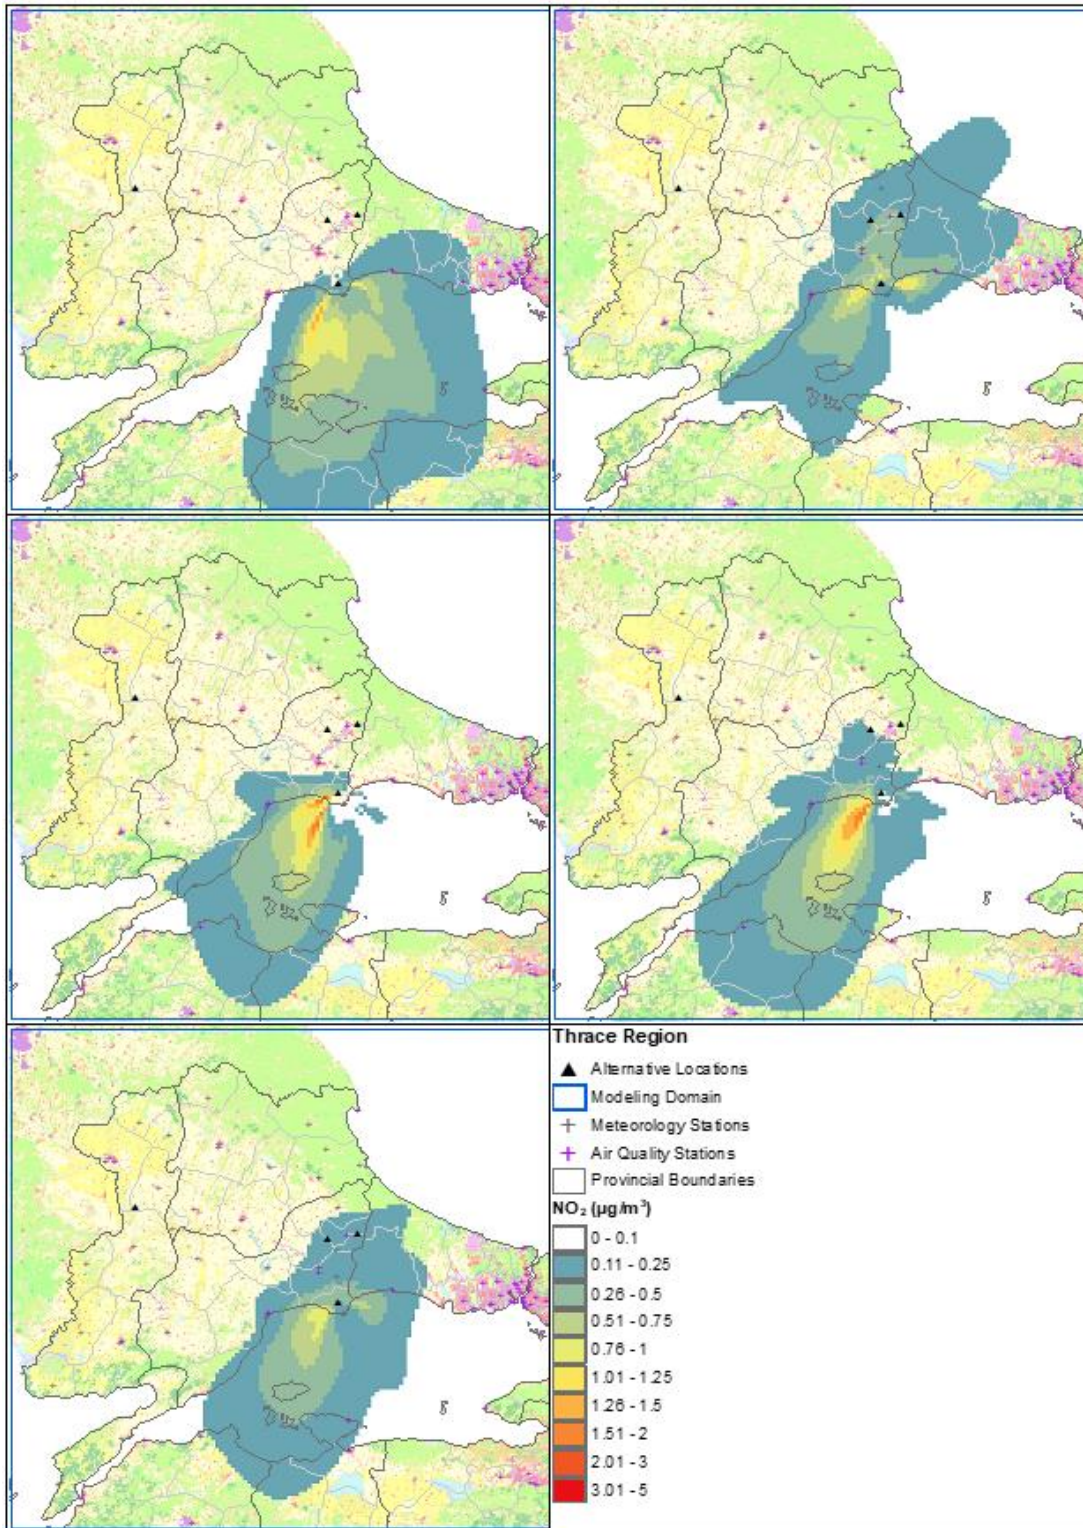 Thrace Region
Alternative Locations
Modeling Domain
Meteorology Stations
Air Quality Stations
Provincial Boundaries
NO₂ (µg/m³)
0 - 0.1
0.11 - 0.25
0.26 - 0.5
0.51 - 0.75
0.76 - 1
1.01 - 1.25
1.26 - 1.5
1.51 - 2
2.01 - 3
3.01 - 5